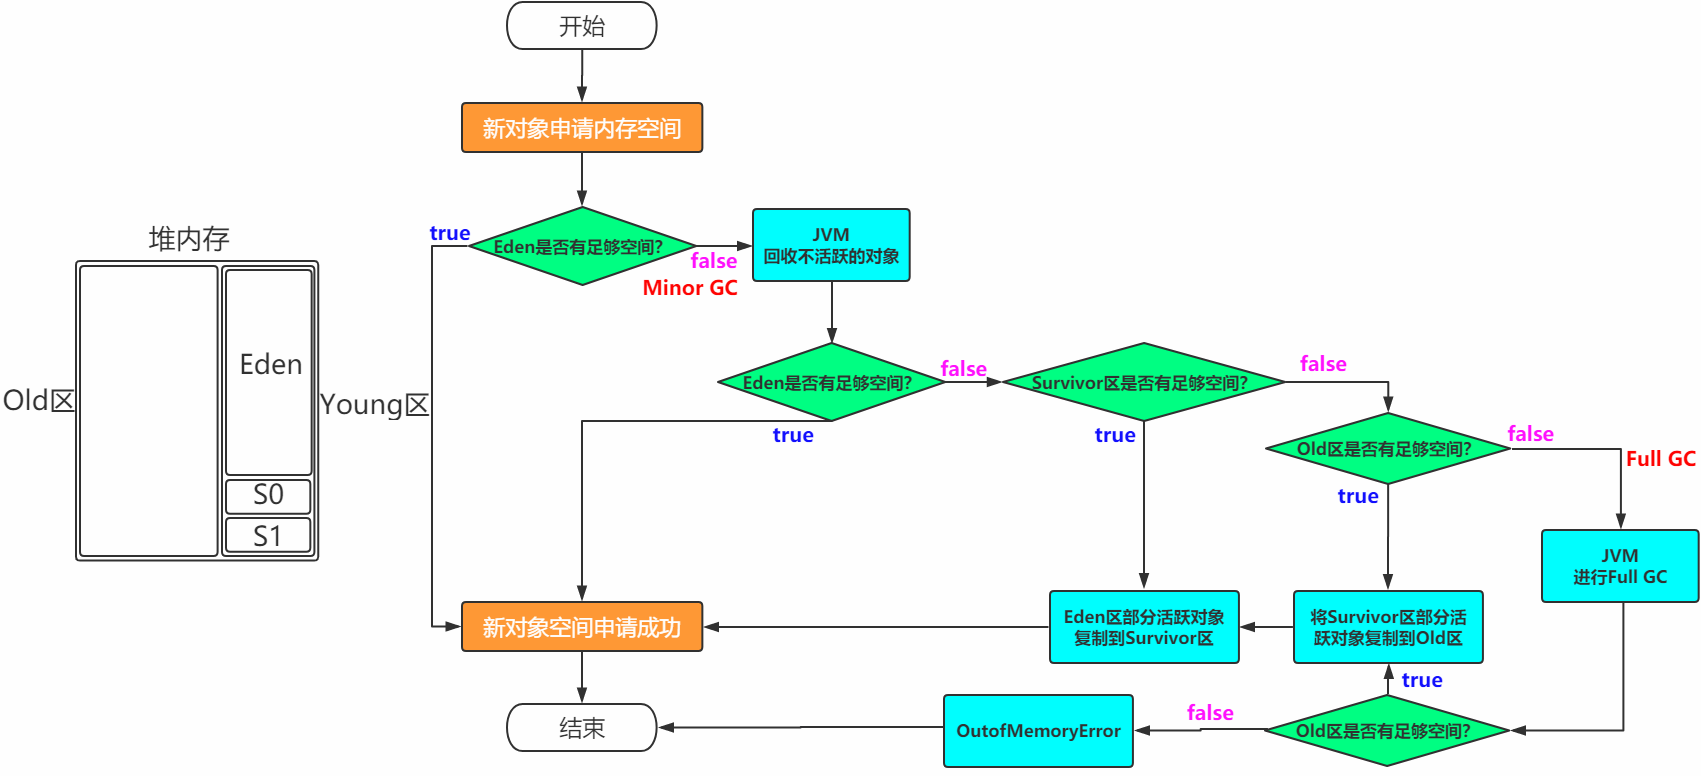 开始
新对象申请内存空间
true
Eden是否有足够空间?
false
Minor GC
JVM
回收不活跃的对象
堆内存
Old区
Eden
S0
S1
Young区
Eden是否有足够空间?
false
true
Survivor区是否有足够空间?
false
true
Old区是否有足够空间?
false
Full GC
true
JVM
进行Full GC
新对象空间申请成功
Eden区部分活跃对象
复制到Survivor区
将Survivor区部分活
跃对象复制到Old区
true
结束
OutofMemoryError
false
Old区是否有足够空间?